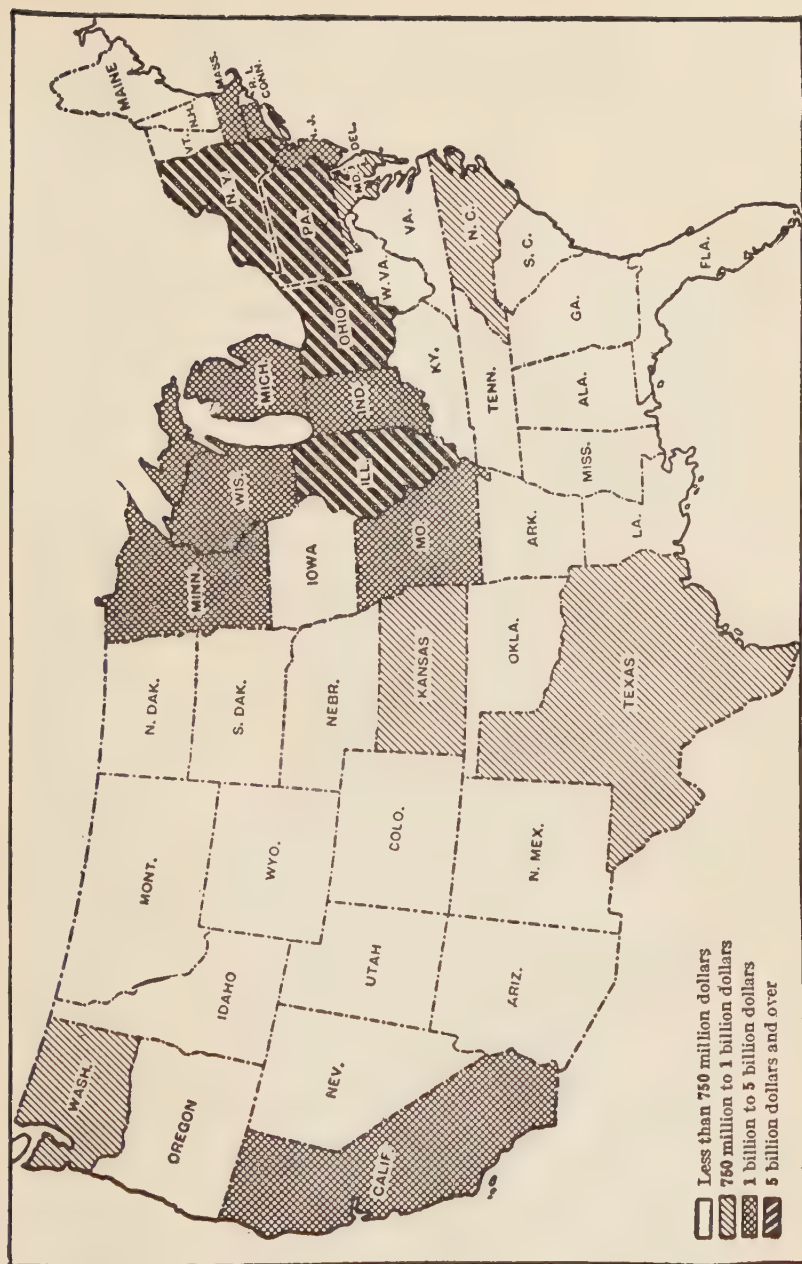 WASH.
OREGON
CALIF.
NEV.
IDAHO
MONT.
WYO.
UTAH
ARIZ.
COLO.
N. MEX.
N. DAK.
S. DAK.
NEBR.
KANSAS
OKLA.
TEXAS
MINN.
IOWA
MO.
ARK.
LA.
WIS.
ILL.
MICH.
IND.
OHIO
KY.
TENN.
MISS.
ALA.
GA.
FLA.
S. C.
N. C.
VA.
W. VA.
MD.
DEL.
PA.
N. J.
N. Y.
CONN.
R. I.
MASS.
VT.
N.H.
MAINE
Less than 750 million dollars
750 million to 1 billion dollars
1 billion to 5 billion dollars
5 billion dollars and over